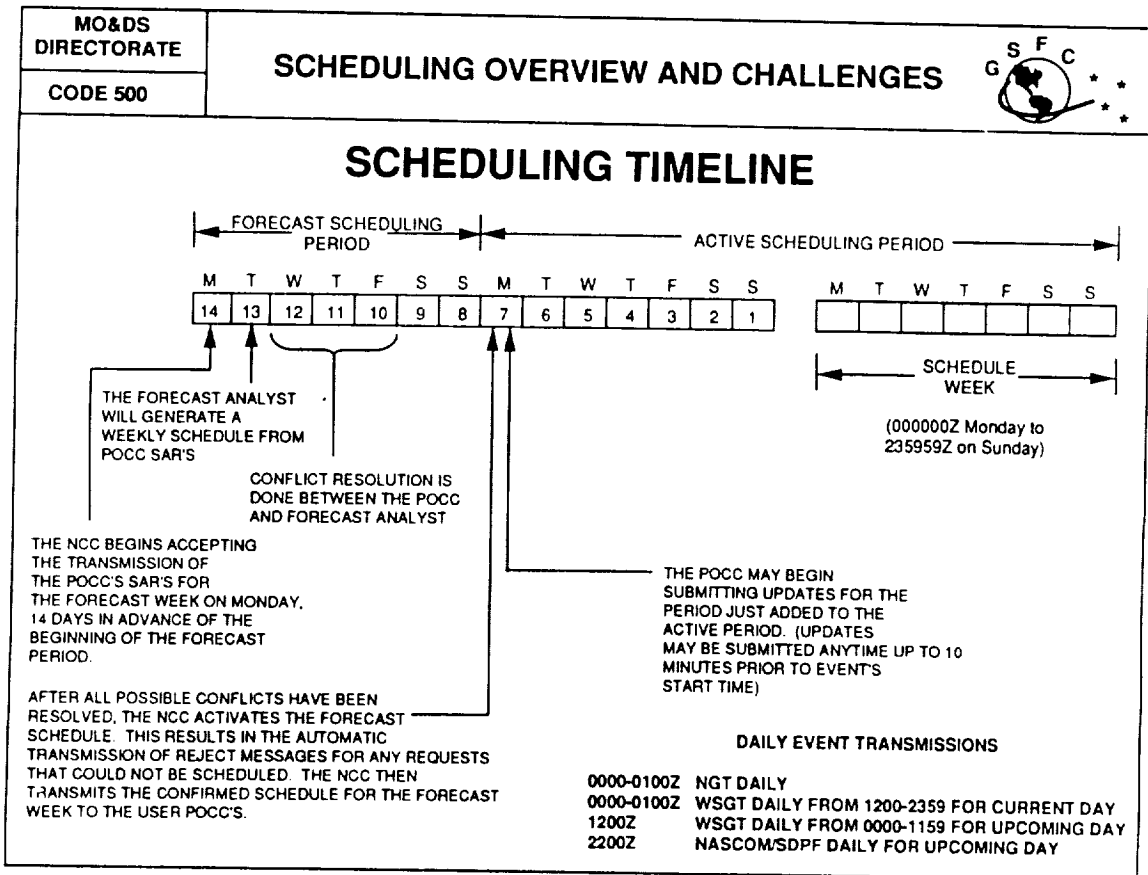 MO&DS
DIRECTORATE
CODE 500
SCHEDULING OVERVIEW AND CHALLENGES
G S F C
SCHEDULING TIMELINE
FORECAST SCHEDULING
PERIOD
ACTIVE SCHEDULING PERIOD
M T W T F S S M T W T F S S M T W T F S S
14 13 12 11 10 9 8 7 6 5 4 3 2 1
SCHEDULE
WEEK
(000000Z Monday to
235959Z on Sunday)
THE FORECAST ANALYST
WILL GENERATE A
WEEKLY SCHEDULE FROM
POCC SAR'S
CONFLICT RESOLUTION IS
DONE BETWEEN THE POCC
AND FORECAST ANALYST
THE NCC BEGINS ACCEPTING
THE TRANSMISSION OF
THE POCC'S SAR'S FOR
THE FORECAST WEEK ON MONDAY,
14 DAYS IN ADVANCE OF THE
BEGINNING OF THE FORECAST
PERIOD.
THE POCC MAY BEGIN
SUBMITTING UPDATES FOR THE
PERIOD JUST ADDED TO THE
ACTIVE PERIOD. (UPDATES
MAY BE SUBMITTED ANYTIME UP TO 10
MINUTES PRIOR TO EVENT'S
START TIME)
AFTER ALL POSSIBLE CONFLICTS HAVE BEEN
RESOLVED, THE NCC ACTIVATES THE FORECAST
SCHEDULE. THIS RESULTS IN THE AUTOMATIC
TRANSMISSION OF REJECT MESSAGES FOR ANY REQUESTS
THAT COULD NOT BE SCHEDULED. THE NCC THEN
TRANSMITS THE CONFIRMED SCHEDULE FOR THE FORECAST
WEEK TO THE USER POCC'S.
DAILY EVENT TRANSMISSIONS
0000-0100Z NGT DAILY
0000-0100Z WSGT DAILY FROM 1200-2359 FOR CURRENT DAY
1200Z WSGT DAILY FROM 0000-1159 FOR UPCOMING DAY
2200Z NASCOM/SDPF DAILY FOR UPCOMING DAY